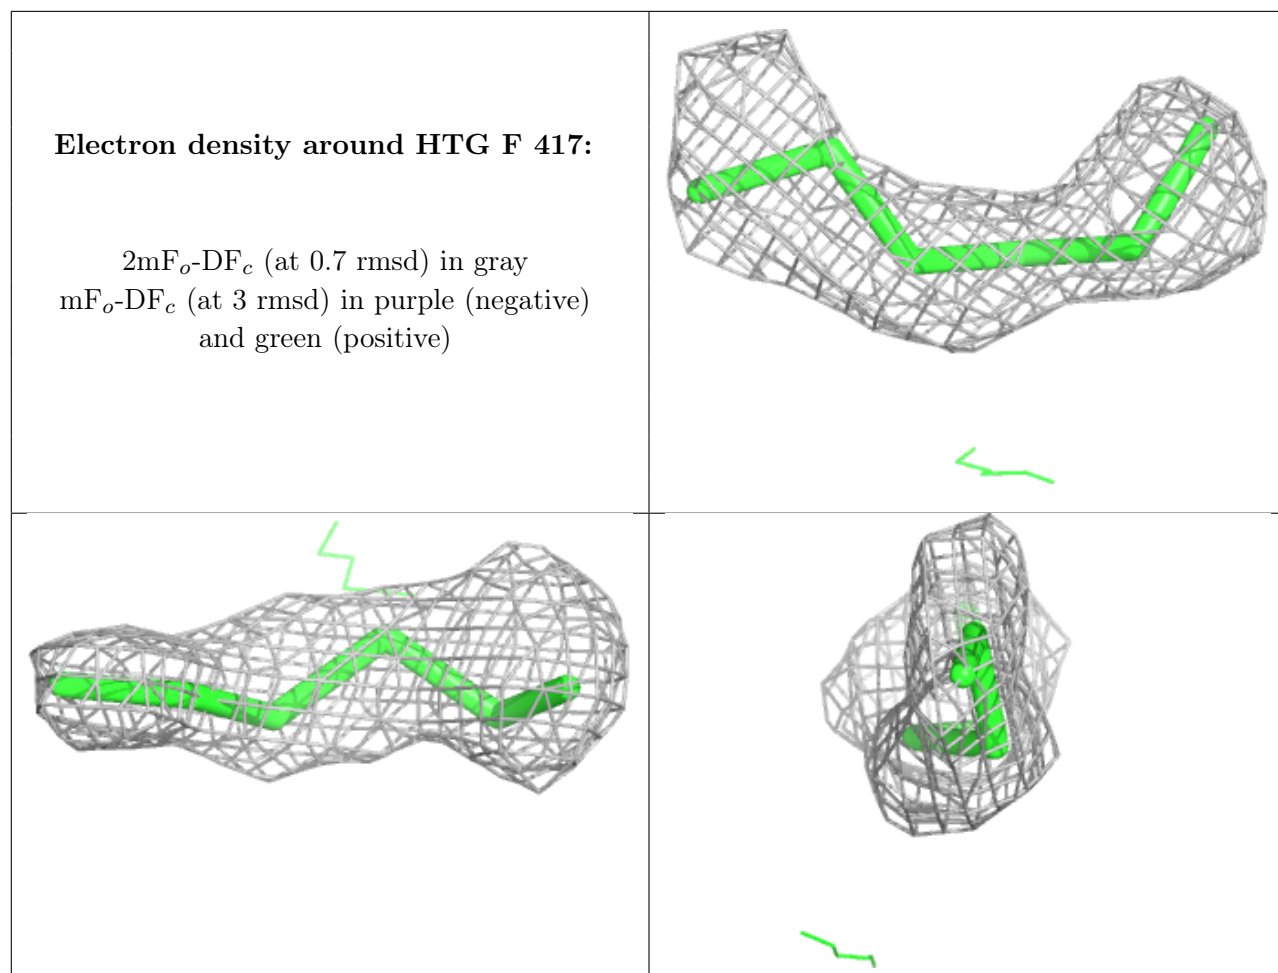 Electron density around HTG F 417:
2mFo-DFc (at 0.7 rmsd) in gray
mFo-DFc (at 3 rmsd) in purple (negative)
and green (positive)